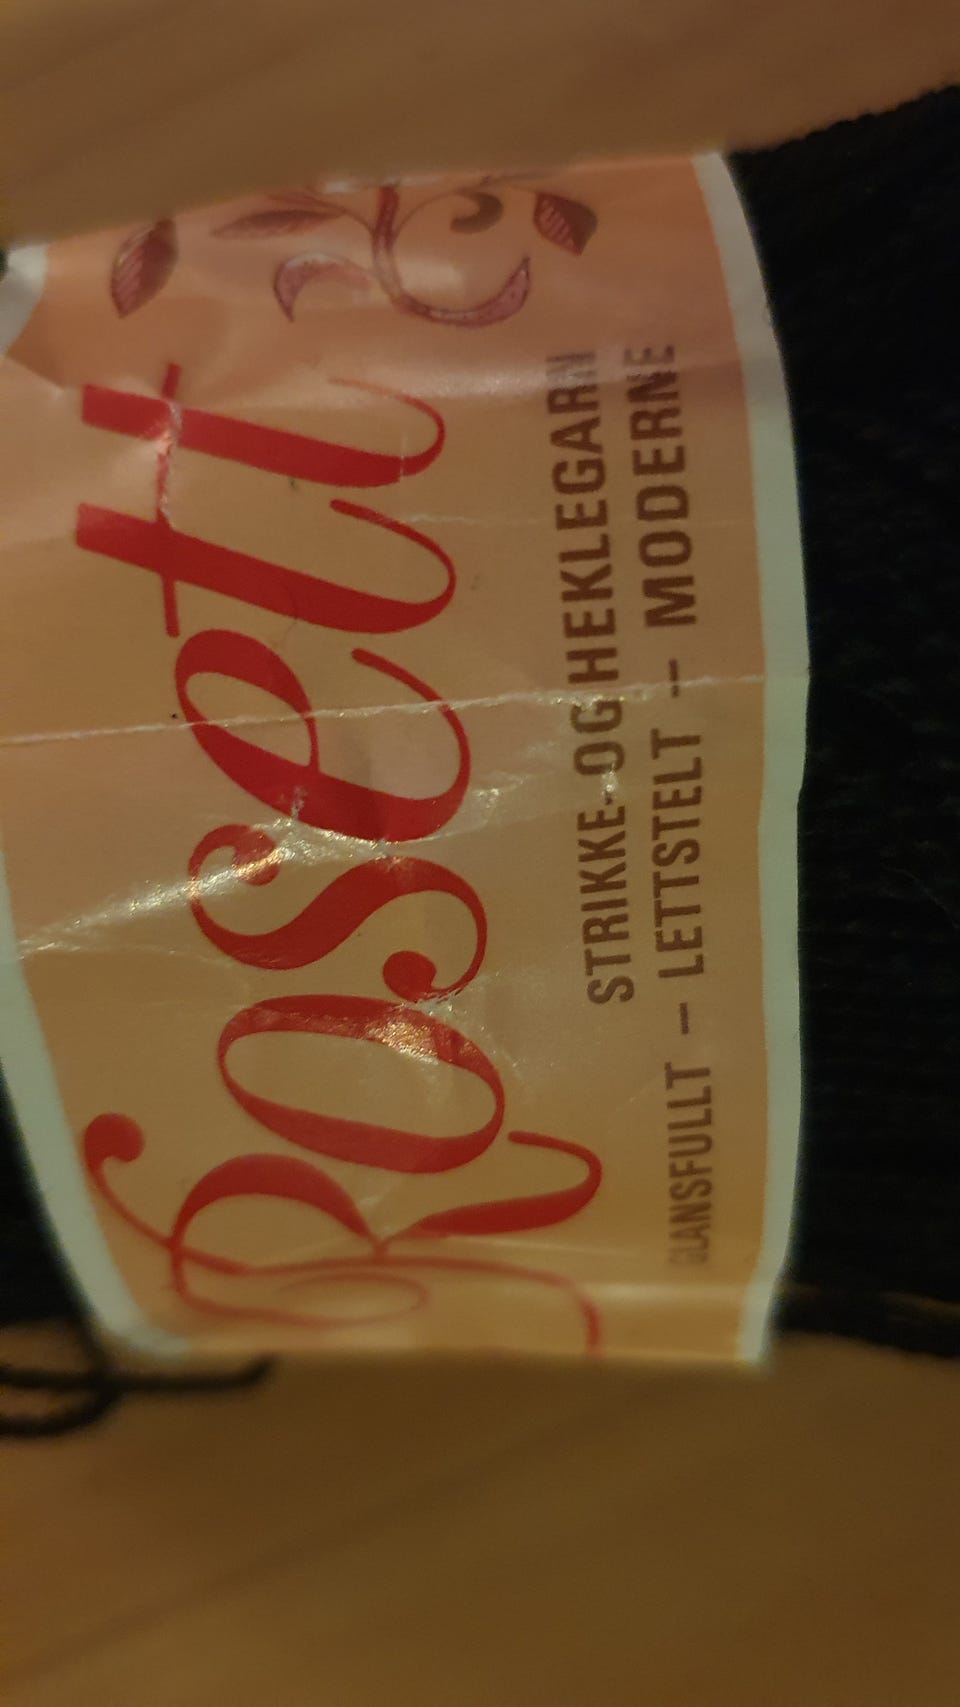 Rosett
STRIKKE- OG HEKLEGARN
GLANSFULLT — LETTSTELT — MODERNE